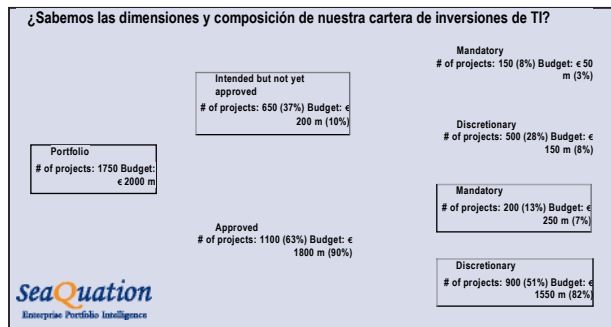 ¿Sabemos las dimensiones y composición de nuestra cartera de inversiones de TI?
Mandatory
# of projects: 150 (8%) Budget: € 50
m (3%)
Intended but not yet
approved
# of projects: 650 (37%) Budget: €
200 m (10%)
Discretionary
# of projects: 500 (28%) Budget: €
150 m (8%)
Portfolio
# of projects: 1750 Budget:
€ 2000 m
Mandatory
# of projects: 200 (13%) Budget: €
250 m (7%)
Approved
# of projects: 1100 (63%) Budget: €
1800 m (90%)
Discretionary
# of projects: 900 (51%) Budget: €
1550 m (82%)
SeaQuation
Enterprise Portfolio Intelligence